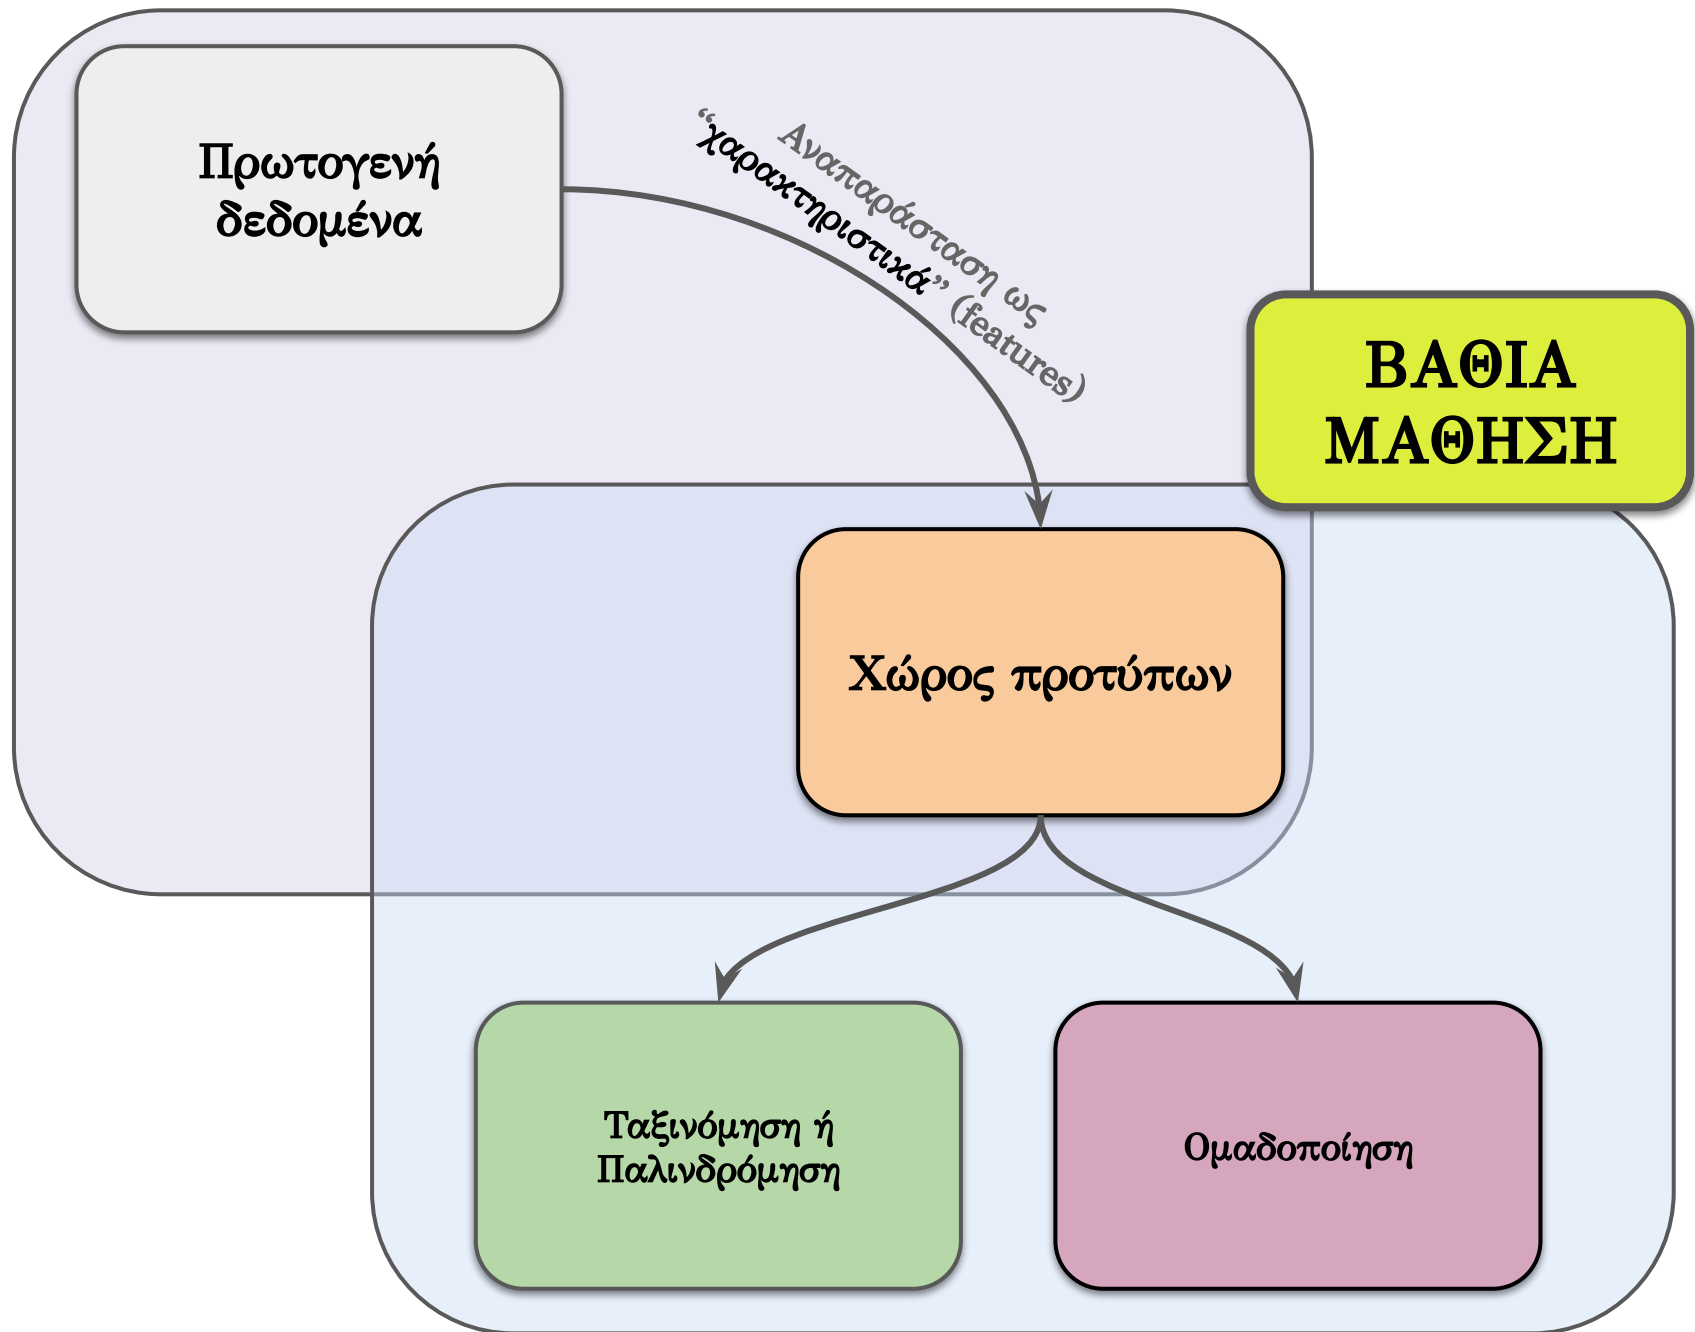 Πρωτογενή
δεδομένα
Αναπαράσταση ως
“χαρακτηριστικά” (features)
ΒΑΘΙΑ
ΜΑΘΗΣΗ
Χώρος προτύπων
Ταξινόμηση ή
Παλινδρόμηση
Ομαδοποίηση